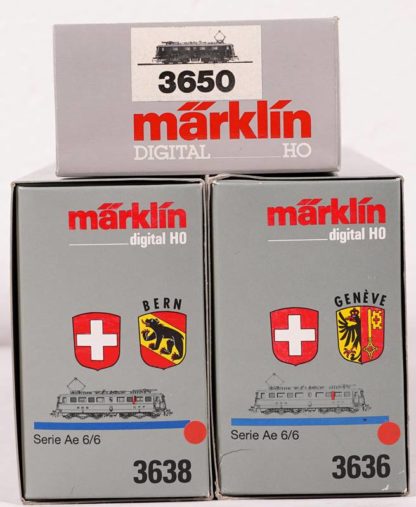 3650
märklin
DIGITAL HO
märklin
digital HO
BERN
Serie Ae 6/6
3638
märklin
digital HO
GENÈVE
Serie Ae 6/6
3636